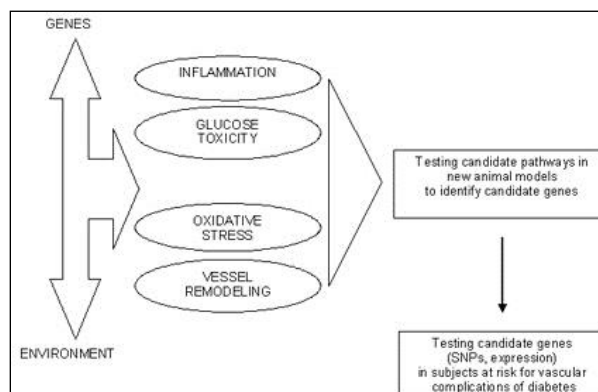 GENES
INFLAMMATION
GLUCOSE
TOXICITY
OXIDATIVE
STRESS
VESSEL
REMODELING
ENVIRONMENT
Testing candidate pathways in
new animal models
to identify candidate genes
Testing candidate genes
(SNPs, expression)
in subjects at risk for vascular
complications of diabetes